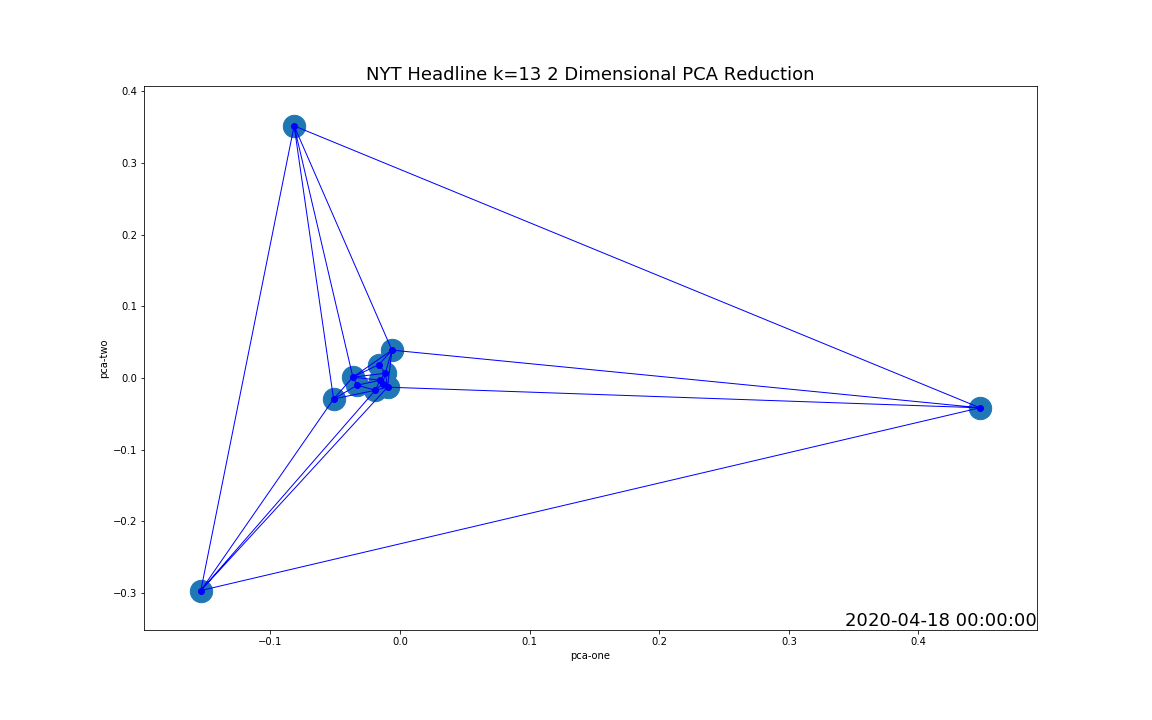 NYT Headline k=13 2 Dimensional PCA Reduction
0.4
0.3
0.2
0.1
0.0
−0.1
−0.2
−0.3
pca-two
2020-04-18 00:00:00
−0.1 0.0 0.1 0.2 0.3 0.4
pca-one